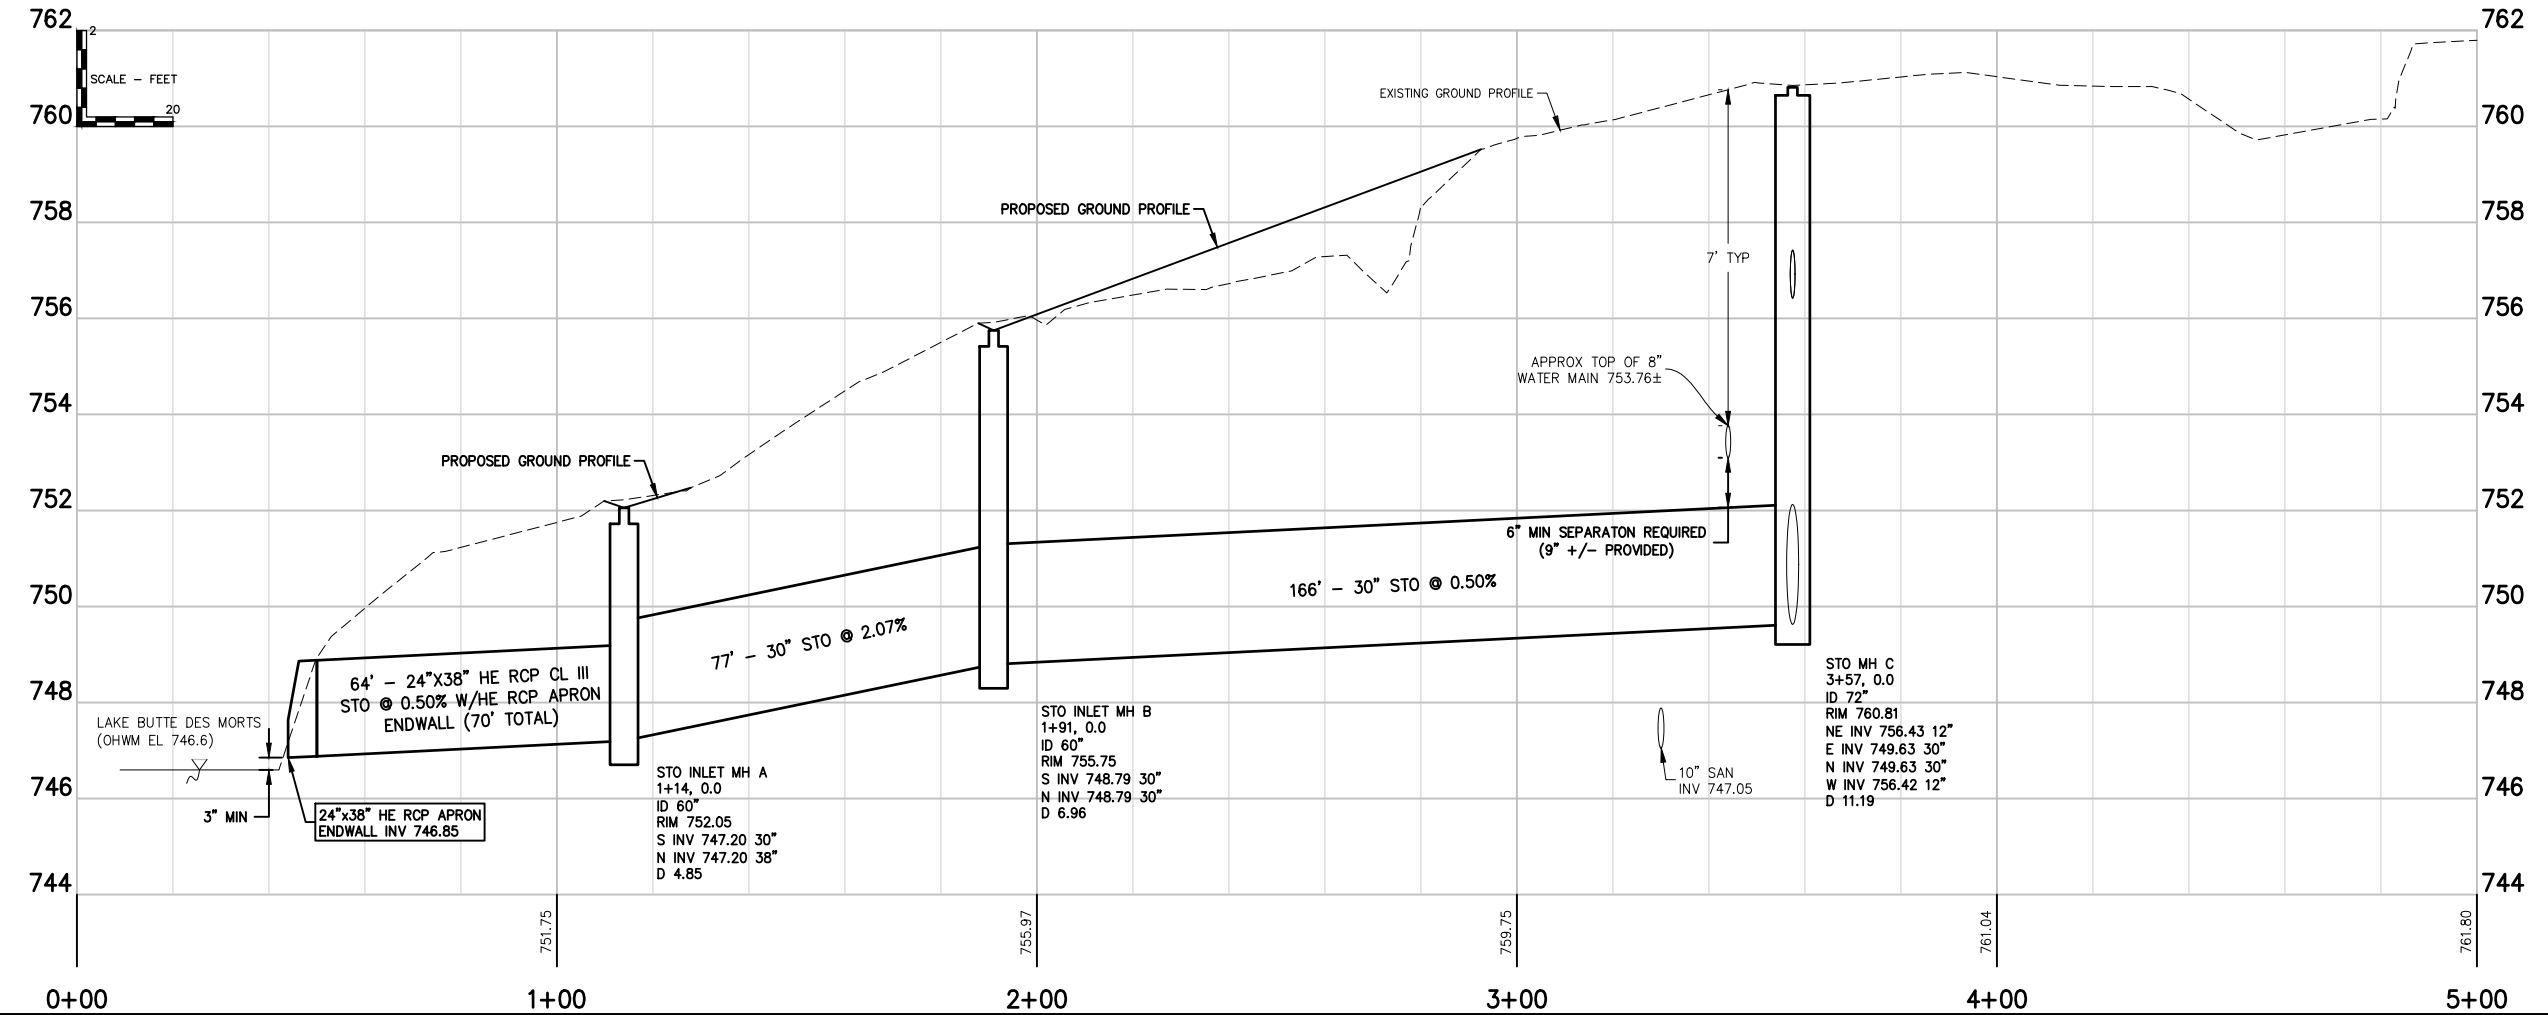 762
762
2
SCALE – FEET
20
EXISTING GROUND PROFILE
760
760
PROPOSED GROUND PROFILE
758
758
7' TYP
756
756
APPROX TOP OF 8"
WATER MAIN 753.76±
754
754
PROPOSED GROUND PROFILE
752
752
6" MIN SEPARATON REQUIRED
(9" +/- PROVIDED)
166' – 30" STO @ 0.50%
750
750
77' – 30" STO @ 2.07%
64' – 24"X38" HE RCP CL III
STO @ 0.50% W/HE RCP APRON
ENDWALL (70' TOTAL)
748
748
LAKE BUTTE DES MORTS
(OHWM EL 746.6)
STO MH C
3+57, 0.0
ID 72"
RIM 760.81
NE INV 756.43 12"
E INV 749.63 30"
N INV 749.63 30"
W INV 756.42 12"
D 11.19
STO INLET MH B
1+91, 0.0
ID 60"
RIM 755.75
S INV 748.79 30"
N INV 748.79 30"
D 6.96
10" SAN
INV 747.05
746
746
STO INLET MH A
1+14, 0.0
ID 60"
RIM 752.05
S INV 747.20 30"
N INV 747.20 38"
D 4.85
3" MIN
24"x38" HE RCP APRON
ENDWALL INV 746.85
744
744
751.75
755.97
759.75
761.04
761.80
0+00
1+00
2+00
3+00
4+00
5+00